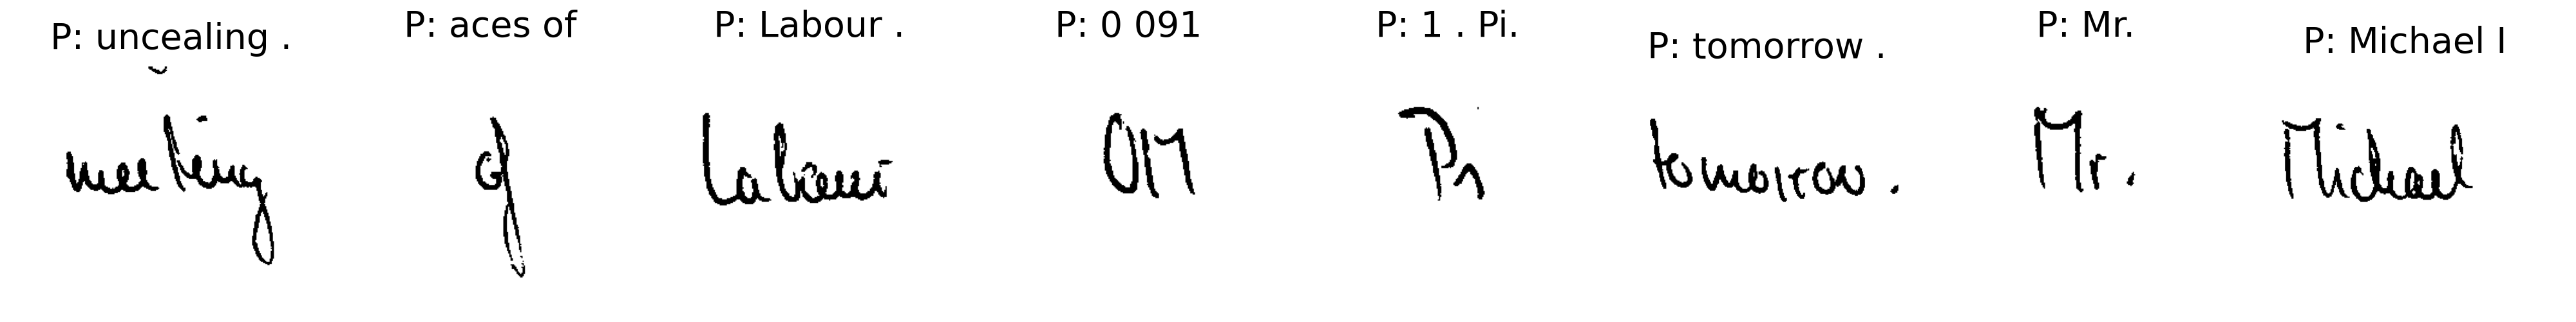 P: uncealing . P: aces of P: Labour . P: 0 091 P: 1 . Pi. P: tomorrow . P: Mr. P: Michael I
meeting of Labour tomorrow. Mr. Michael